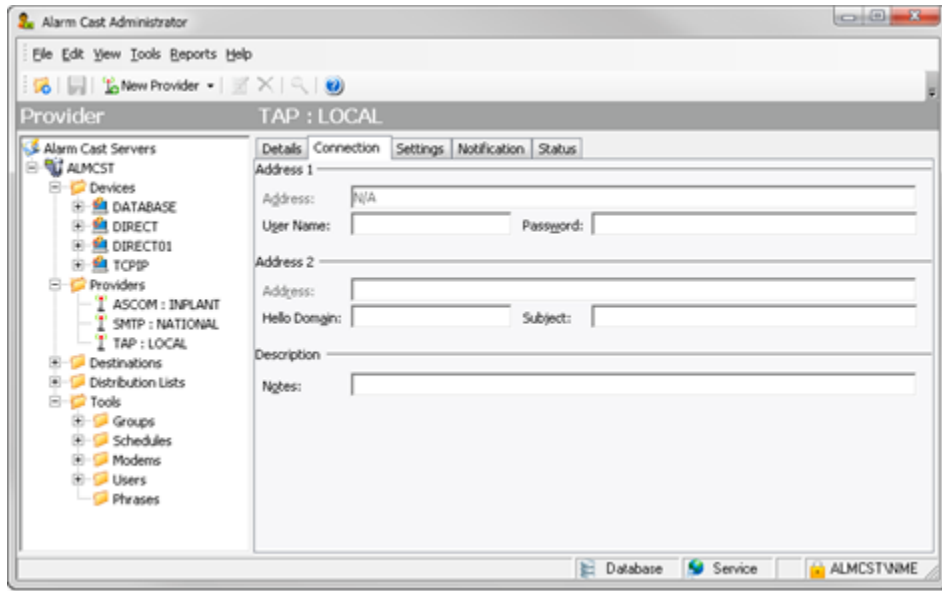 Alarm Cast Administrator
File Edit View Tools Reports Help
New Provider
Provider
TAP : LOCAL
Alarm Cast Servers
ALMCST
Devices
DATABASE
DIRECT
DIRECT01
TCPIP
Providers
ASCOM : INPLANT
SMTP : NATIONAL
TAP : LOCAL
Destinations
Distribution Lists
Tools
Groups
Schedules
Modems
Users
Phrases
Details Connection Settings Notification Status
Address 1
Address: N/A
User Name: Password:
Address 2
Address:
Hello Domain: Subject:
Description
Notes:
Database Service ALMCST\NME